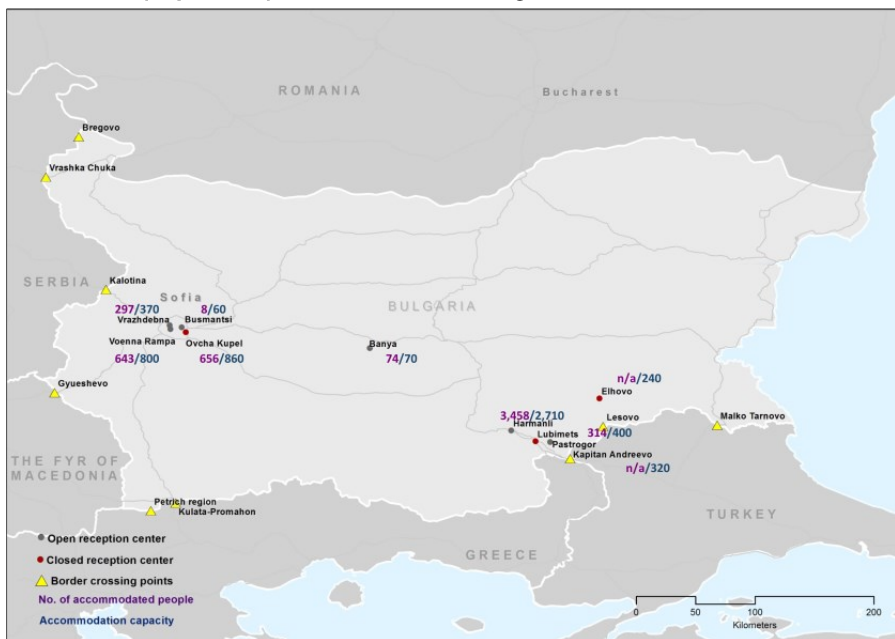 ROMANIA
Bucharest
Bregovo
Vrashka Chuka
SERBIA
Kalotina
Sofia
297/370
8/60
BULGARIA
Vrazhdebna
Busmantsi
Voenna Rampa
Ovcha Kupel
Banya
643/800
656/860
74/70
n/a/240
Gyueshevo
Elhovo
3,458/2,710
Harmanli
Lesovo
Malko Tarnovo
314/400
Lubimets
Pastrogor
Kapitan Andreevo
n/a/320
THE FYR OF
MACEDONIA
Petrich region
Kulata-Promahon
TURKEY
GREECE
Open reception center
Closed reception center
Border crossing points
No. of accommodated people
Accommodation capacity
0 50 100 200
Kilometers